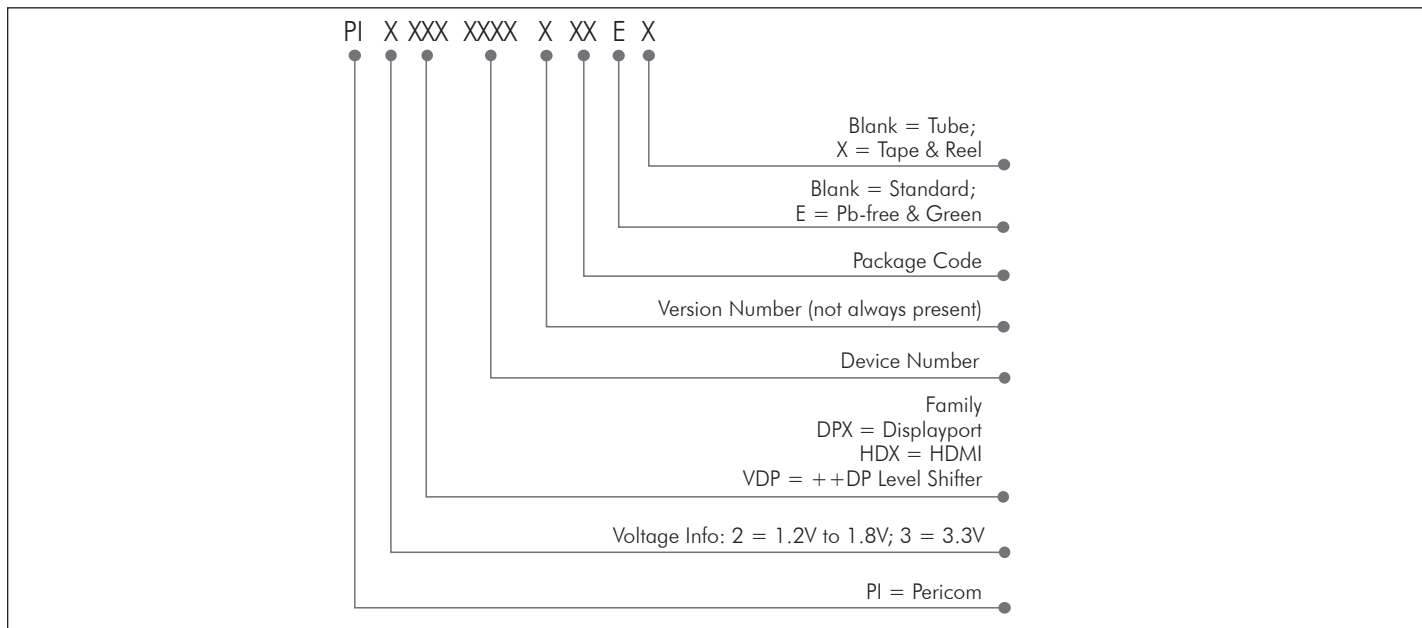 PI X XXX XXXX X XX E X
Blank = Tube;
X = Tape & Reel
Blank = Standard;
E = Pb-free & Green
Package Code
Version Number (not always present)
Device Number
Family
DPX = Displayport
HDX = HDMI
VDP = ++DP Level Shifter
Voltage Info: 2 = 1.2V to 1.8V; 3 = 3.3V
PI = Pericom